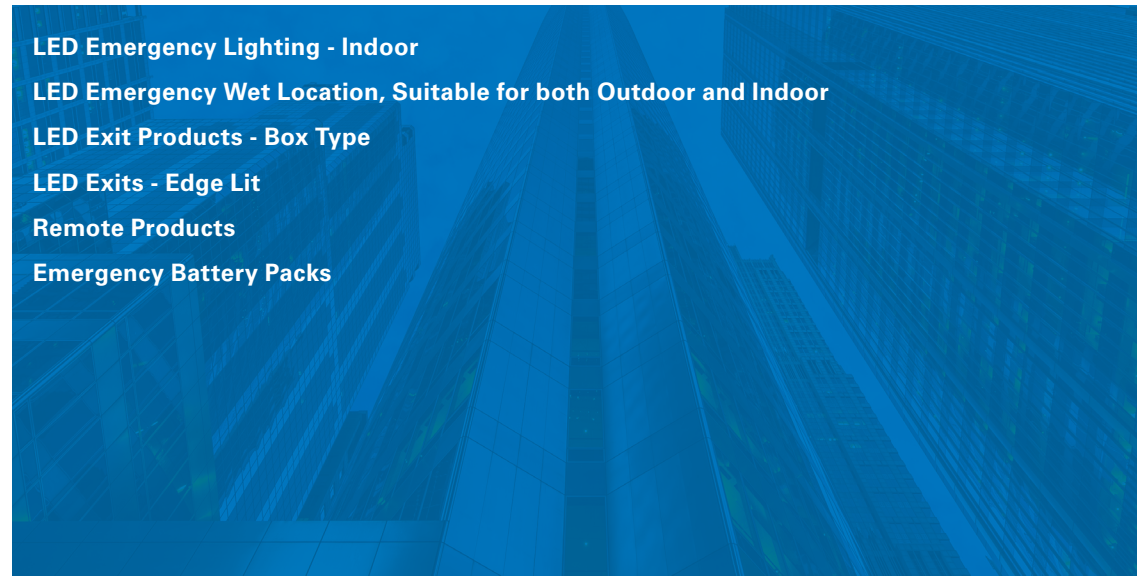 LED Emergency Lighting - Indoor
LED Emergency Wet Location, Suitable for both Outdoor and Indoor
LED Exit Products - Box Type
LED Exits - Edge Lit
Remote Products
Emergency Battery Packs